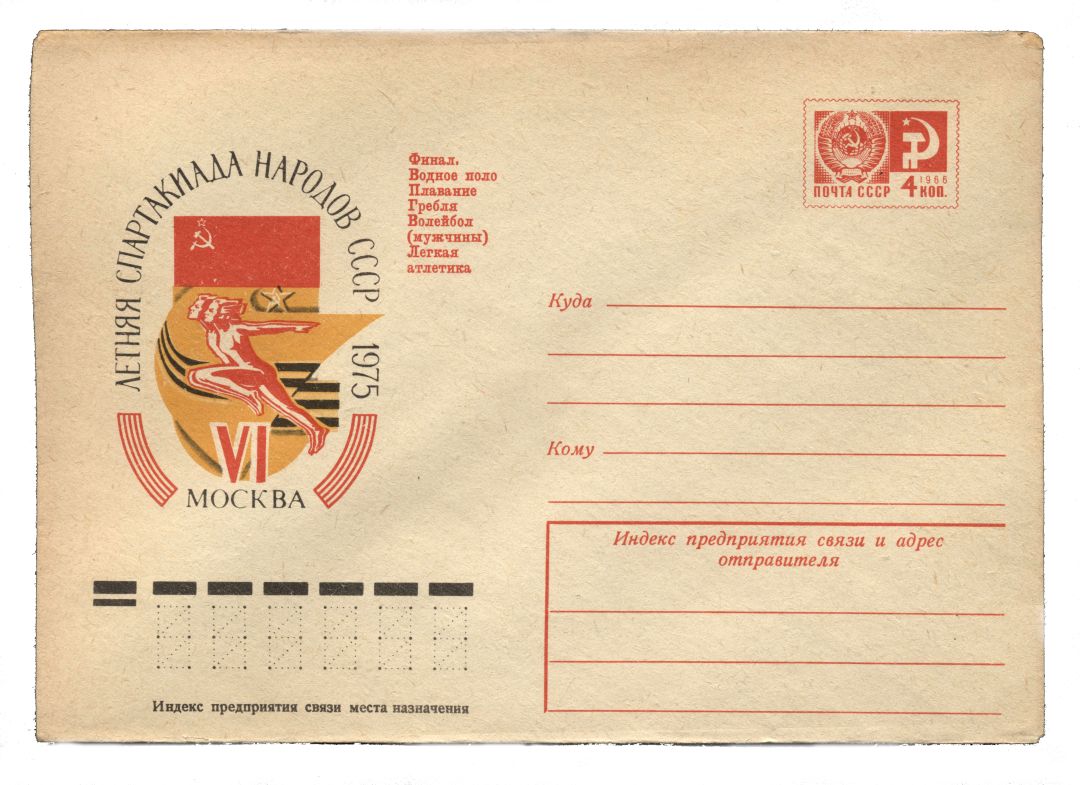 ЛЕТНЯЯ СПАРТАКИАДА НАРОДОВ СССР 1975
VI
МОСКВА
Финал.
Водное поло
Плавание
Гребля
Волейбол
(мужчины)
Легкая
атлетика
ПОЧТА СССР
1966
4 КОП.
Куда
Кому
Индекс предприятия связи и адрес
отправителя
Индекс предприятия связи места назначения